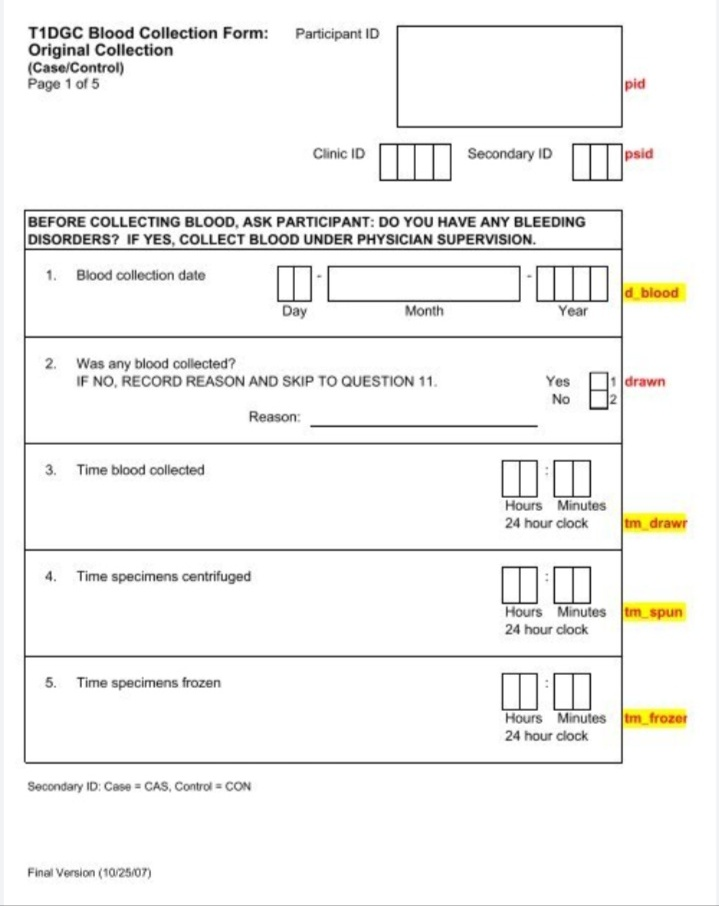 T1DGC Blood Collection Form: Participant ID
Original Collection
(Case/Control)
Page 1 of 5
pid
Clinic ID Secondary ID psid
BEFORE COLLECTING BLOOD, ASK PARTICIPANT: DO YOU HAVE ANY BLEEDING
DISORDERS? IF YES, COLLECT BLOOD UNDER PHYSICIAN SUPERVISION.
1. Blood collection date - -
d_blood
Day Month Year
2. Was any blood collected?
IF NO, RECORD REASON AND SKIP TO QUESTION 11. Yes 1 drawn
No 2
Reason:
3. Time blood collected :
Hours Minutes
24 hour clock tm_drawr
4. Time specimens centrifuged :
Hours Minutes tm_spun
24 hour clock
5. Time specimens frozen :
Hours Minutes tm_frozer
24 hour clock
Secondary ID: Case = CAS, Control = CON
Final Version (10/25/07)